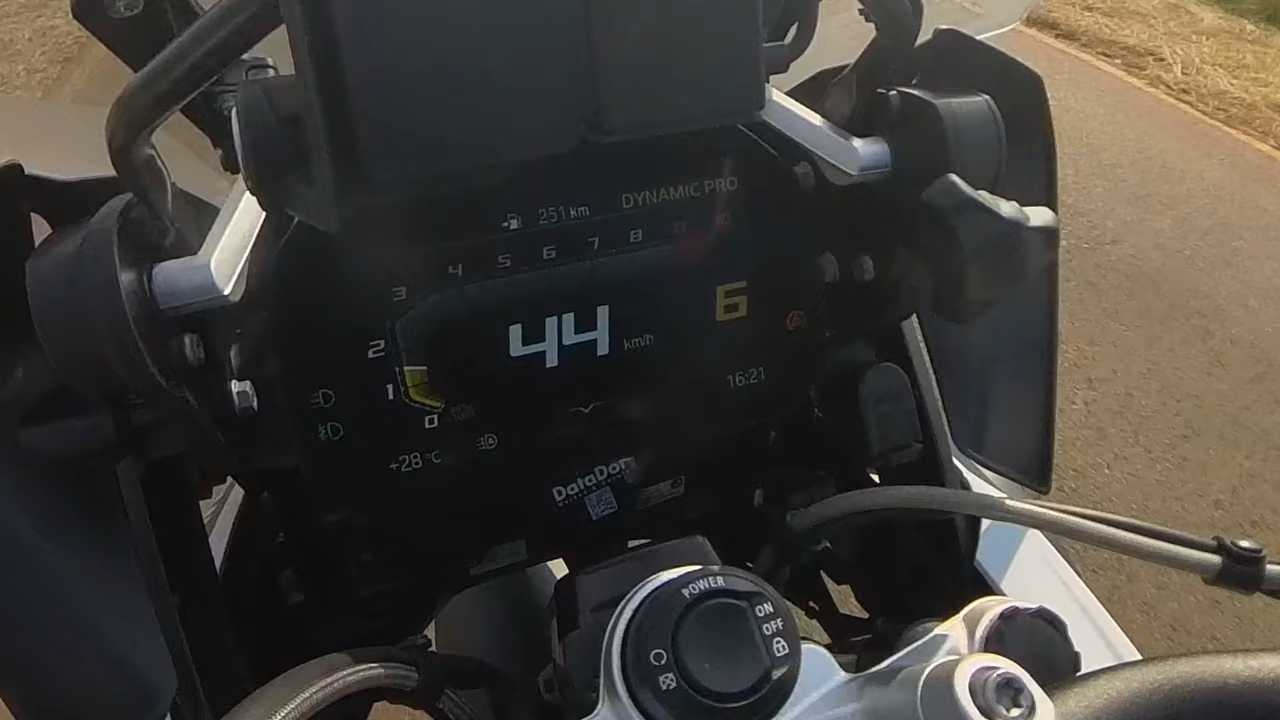 251 km
DYNAMIC PRO
4 5 6 7 8
3
44 km/h
6
2
1
0
16:21
+28 °C
DataDot
POWER
ON
OFF